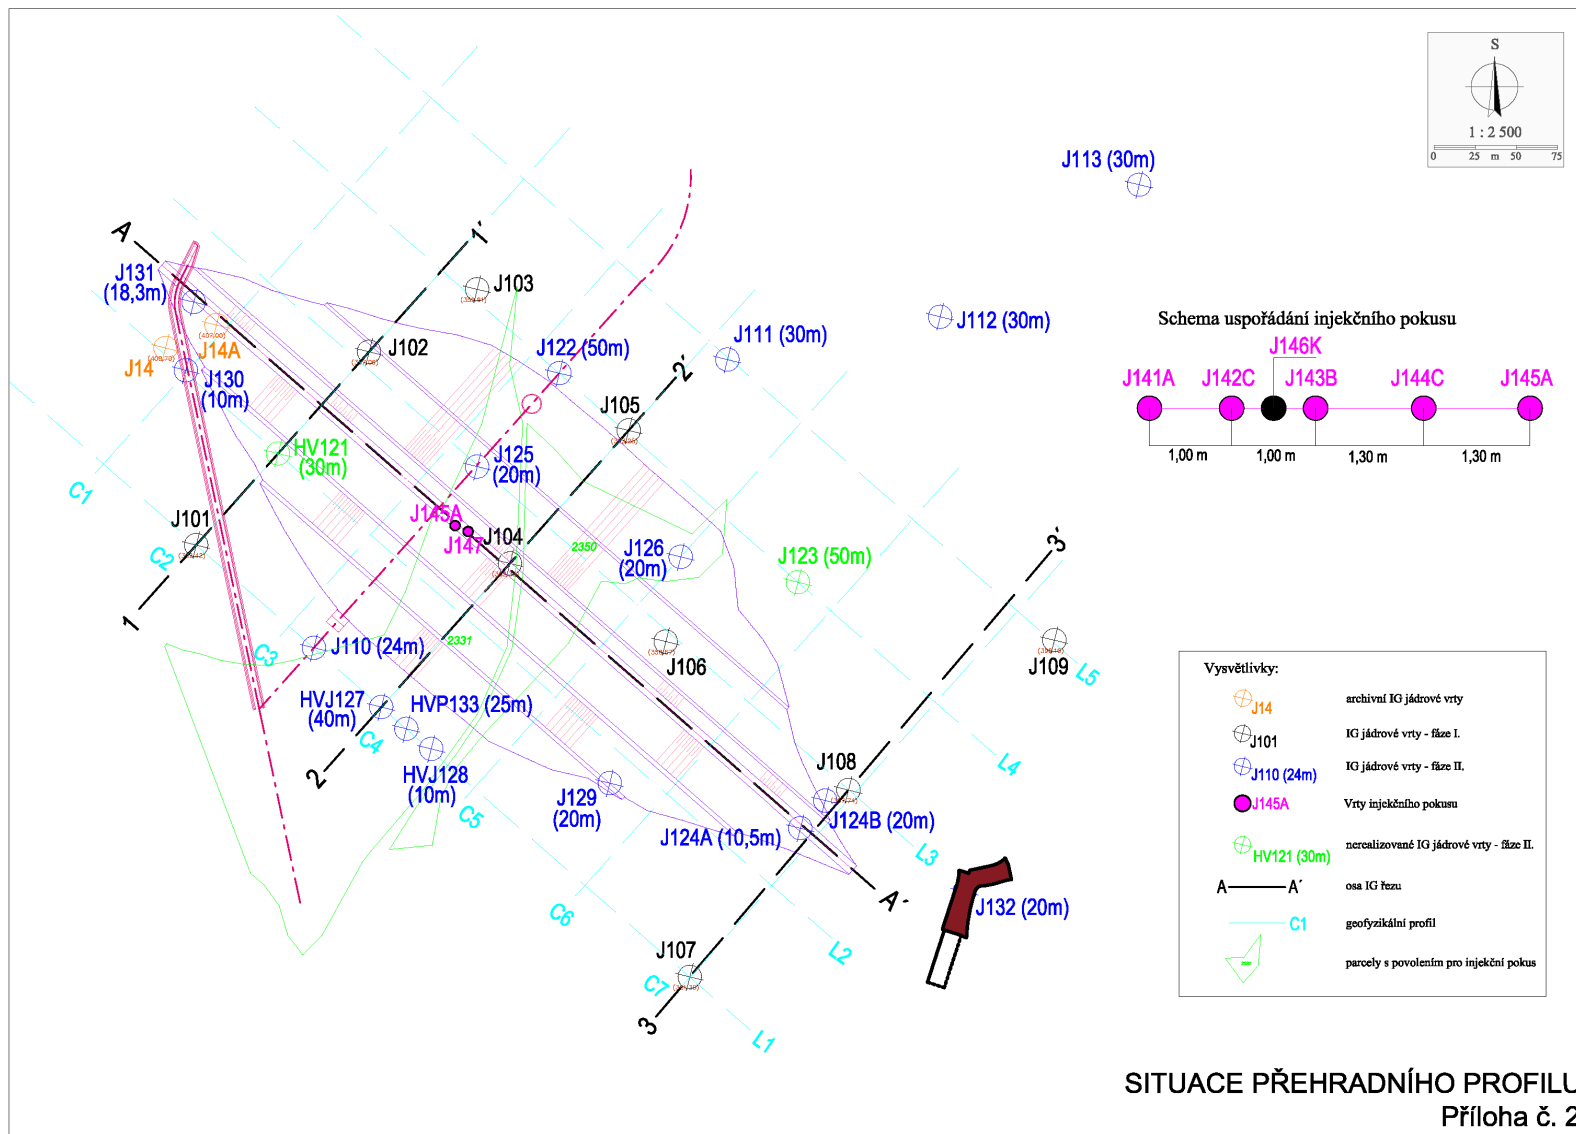 S
1 : 2 500
0 25 m 50 75
J113 (30m)
A
1´
J131
(18,3m)
J103
J14A
J14
J102
J130
(10m)
J122 (50m)
J111 (30m)
J112 (30m)
2´
J105
HV121
(30m)
J125
(20m)
C1
J101
C2
1
J145A
J147
J104
2350
J126
(20m)
J123 (50m)
3´
Schema uspořádání injekčního pokusu
J146K
J141A J142C J143B J144C J145A
1,00 m 1,00 m 1,30 m 1,30 m
C3
J110 (24m)
2331
J106
J109
L5
HVJ127
(40m)
HVP133 (25m)
C4
2
HVJ128
(10m)
C5
J129
(20m)
L4
J108
J124B (20m)
J124A (10,5m)
L3
A´
J132 (20m)
C6
L2
J107
C7
3
L1
Vysvětlivky:
J14 archivní IG jádrové vrty
J101 IG jádrové vrty - fáze I.
J110 (24m) IG jádrové vrty - fáze II.
J145A Vrty injekčního pokusu
HV121 (30m) nerealizované IG jádrové vrty - fáze II.
A A´ osa IG řezu
C1 geofyzikální profil
parcely s povolením pro injekční pokus
SITUACE PŘEHRADNÍHO PROFILU
Příloha č. 2